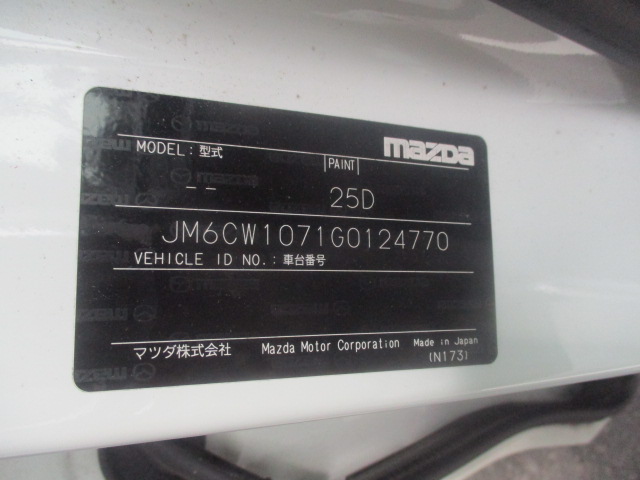 mazda
MODEL: 型式 PAINT
-- 25D
JM6CW1071G0124770
VEHICLE ID NO.: 車台番号
マツダ株式会社 Mazda Motor Corporation Made in Japan
(N173)